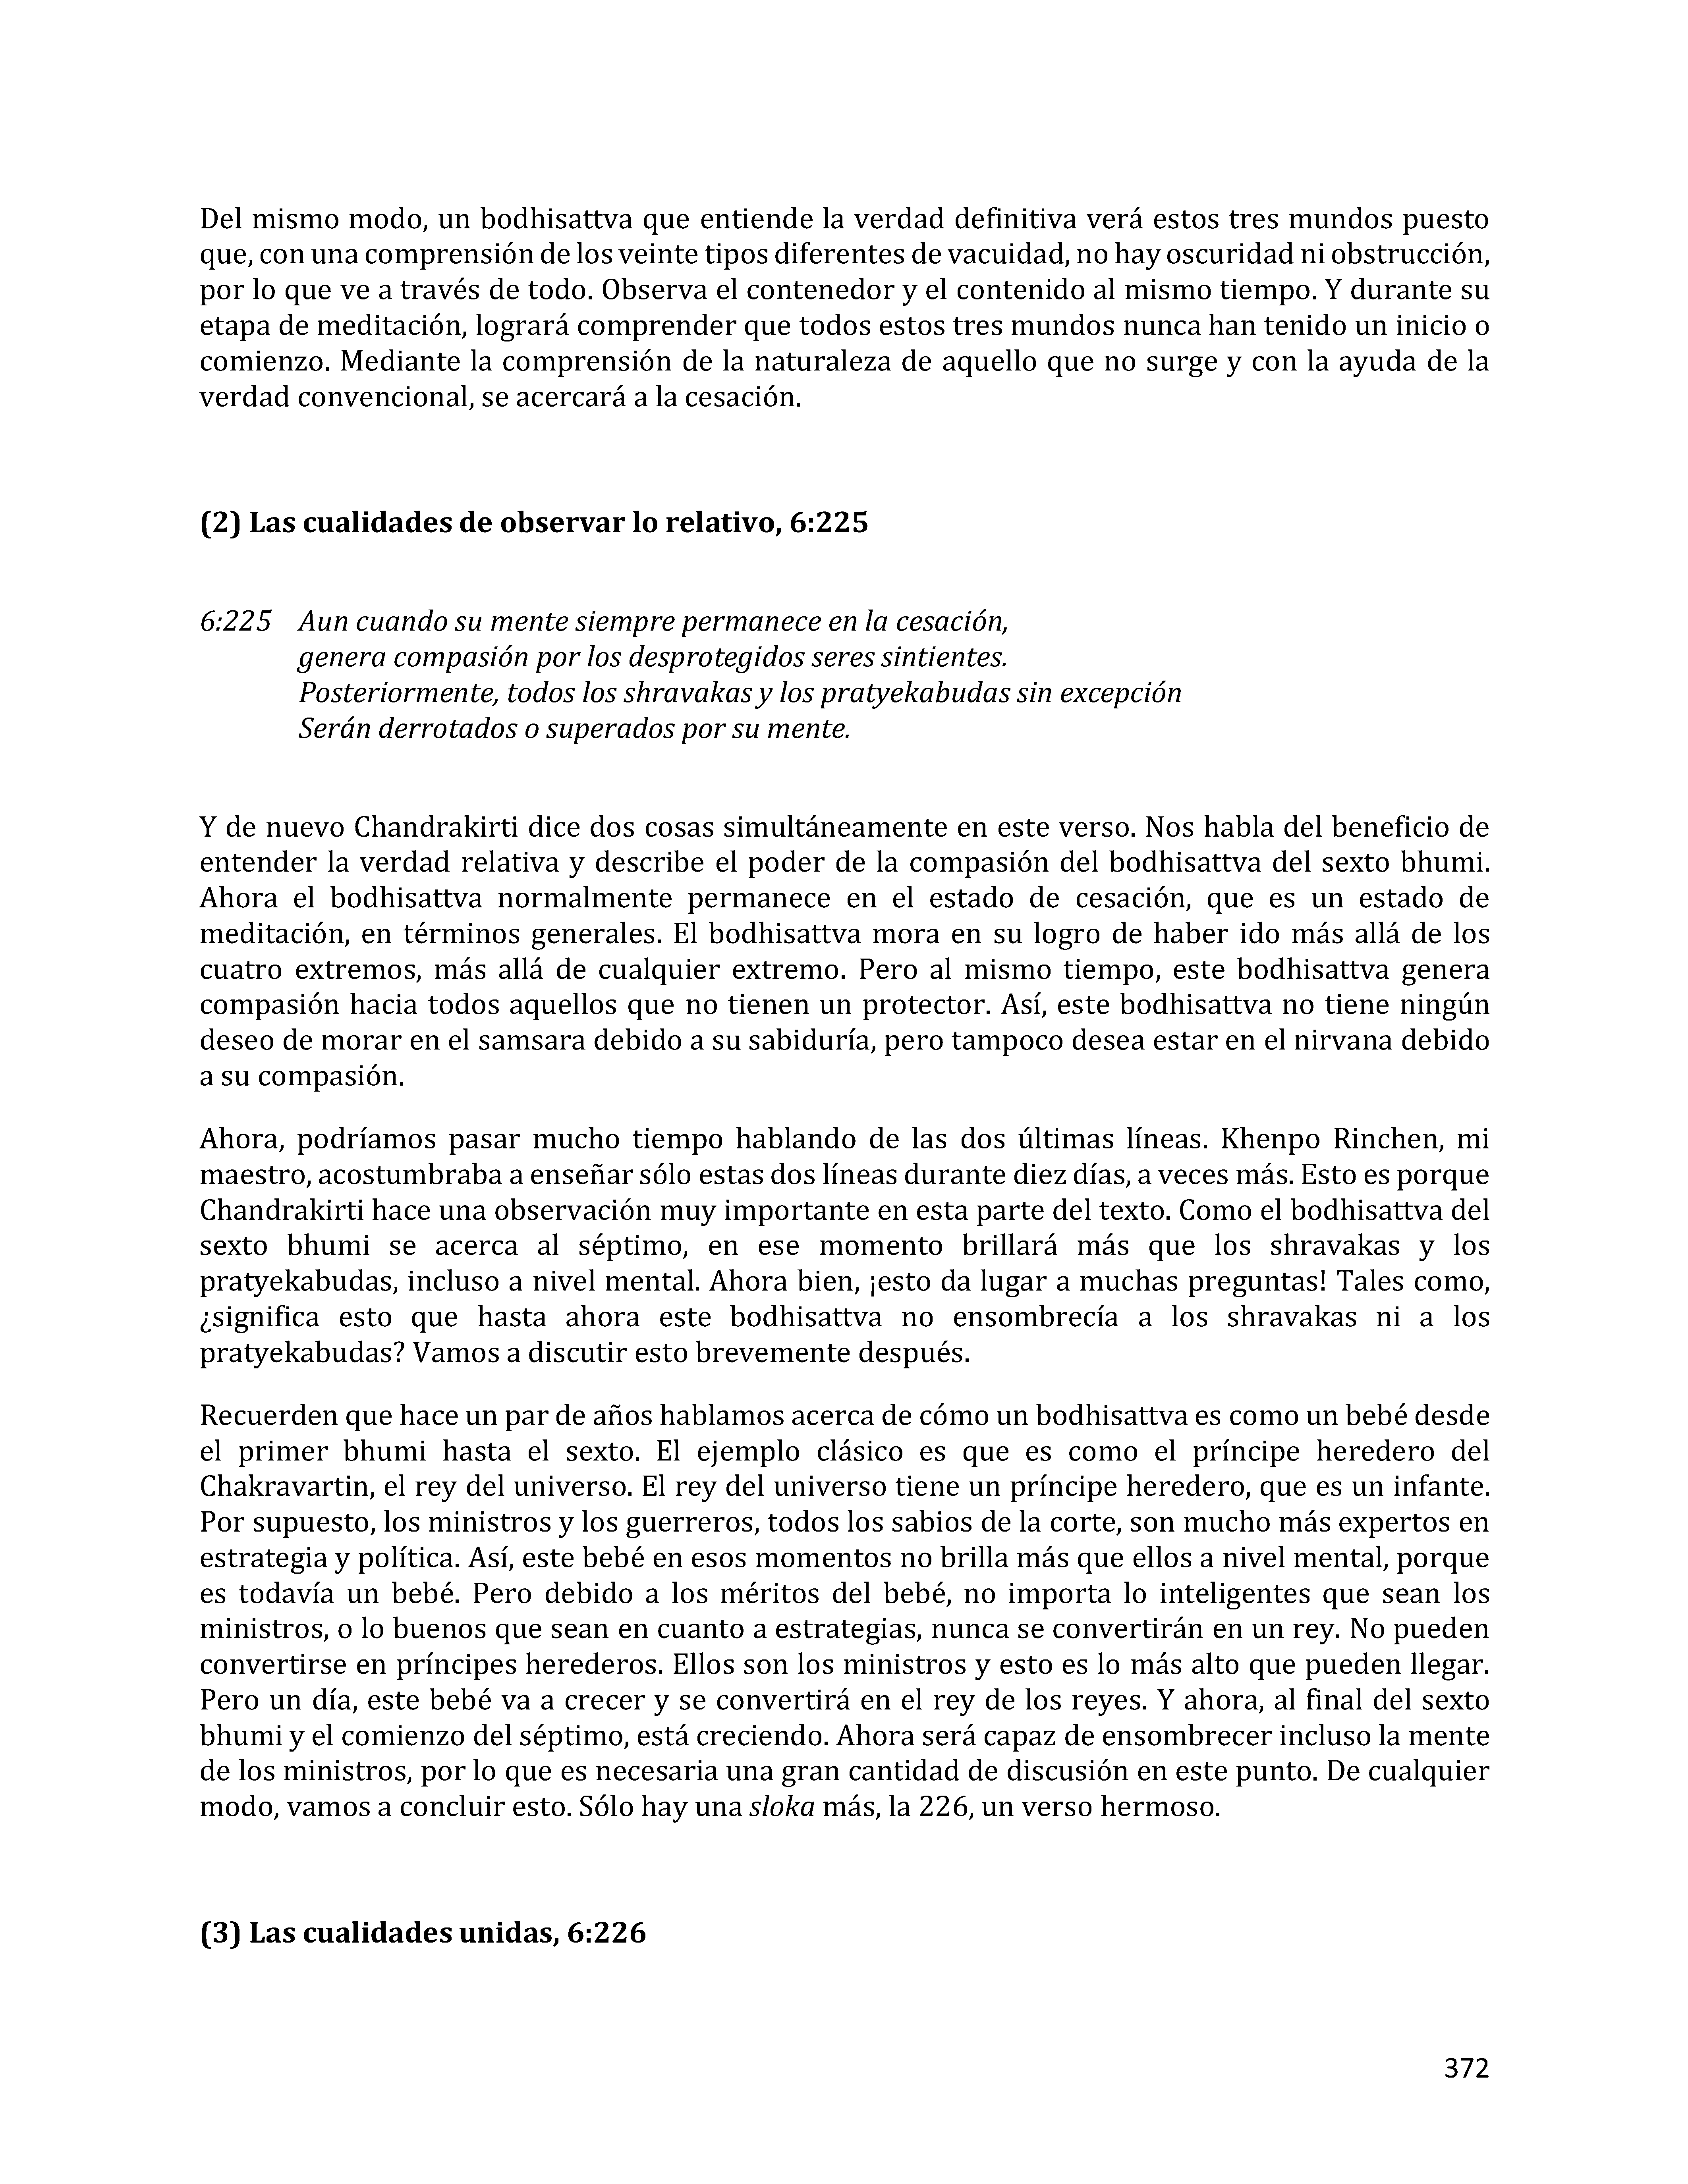 Del mismo modo, un bodhisattva que entiende la verdad definitiva verá estos tres mundos puesto
que, con una comprensión de los veinte tipos diferentes de vacuidad, no hay oscuridad ni obstrucción,
por lo que ve a través de todo. Observa el contenedor y el contenido al mismo tiempo. Y durante su
etapa de meditación, logrará comprender que todos estos tres mundos nunca han tenido un inicio o
comienzo. Mediante la comprensión de la naturaleza de aquello que no surge y con la ayuda de la
verdad convencional, se acercará a la cesación.
(2) Las cualidades de observar lo relativo, 6:225
6:225 Aun cuando su mente siempre permanece en la cesación,
genera compasión por los desprotegidos seres sintientes.
Posteriormente, todos los shravakas y los pratyekabudas sin excepción
Serán derrotados o superados por su mente.
Y de nuevo Chandrakirti dice dos cosas simultáneamente en este verso. Nos habla del beneficio de
entender la verdad relativa y describe el poder de la compasión del bodhisattva del sexto bhumi.
Ahora el bodhisattva normalmente permanece en el estado de cesación, que es un estado de
meditación, en términos generales. El bodhisattva mora en su logro de haber ido más allá de los
cuatro extremos, más allá de cualquier extremo. Pero al mismo tiempo, este bodhisattva genera
compasión hacia todos aquellos que no tienen un protector. Así, este bodhisattva no tiene ningún
deseo de morar en el samsara debido a su sabiduría, pero tampoco desea estar en el nirvana debido
a su compasión.
Ahora, podríamos pasar mucho tiempo hablando de las dos últimas líneas. Khenpo Rinchen, mi
maestro, acostumbraba a enseñar sólo estas dos líneas durante diez días, a veces más. Esto es porque
Chandrakirti hace una observación muy importante en esta parte del texto. Como el bodhisattva del
sexto bhumi se acerca al séptimo, en ese momento brillará más que los shravakas y los
pratyekabudas, incluso a nivel mental. Ahora bien, ¡esto da lugar a muchas preguntas! Tales como,
¿significa esto que hasta ahora este bodhisattva no ensombrecía a los shravakas ni a los
pratyekabudas? Vamos a discutir esto brevemente después.
Recuerden que hace un par de años hablamos acerca de cómo un bodhisattva es como un bebé desde
el primer bhumi hasta el sexto. El ejemplo clásico es que es como el príncipe heredero del
Chakravartin, el rey del universo. El rey del universo tiene un príncipe heredero, que es un infante.
Por supuesto, los ministros y los guerreros, todos los sabios de la corte, son mucho más expertos en
estrategia y política. Así, este bebé en esos momentos no brilla más que ellos a nivel mental, porque
es todavía un bebé. Pero debido a los méritos del bebé, no importa lo inteligentes que sean los
ministros, o lo buenos que sean en cuanto a estrategias, nunca se convertirán en un rey. No pueden
convertirse en príncipes herederos. Ellos son los ministros y esto es lo más alto que pueden llegar.
Pero un día, este bebé va a crecer y se convertirá en el rey de los reyes. Y ahora, al final del sexto
bhumi y el comienzo del séptimo, está creciendo. Ahora será capaz de ensombrecer incluso la mente
de los ministros, por lo que es necesaria una gran cantidad de discusión en este punto. De cualquier
modo, vamos a concluir esto. Sólo hay una sloka más, la 226, un verso hermoso.
(3) Las cualidades unidas, 6:226
372